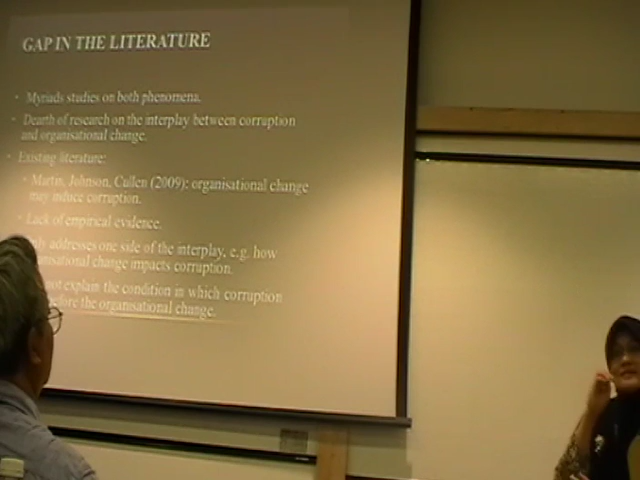 GAP IN THE LITERATURE
• Myriads studies on both phenomena.
• Dearth of research on the interplay between corruption
and organisational change.
• Existing literature:
• Martin, Johnson, Cullen (2009): organisational change
may induce corruption.
• Lack of empirical evidence.
addresses one side of the interplay, e.g. how
change impacts corruption.
not explain the condition in which corruption
the organisational change.